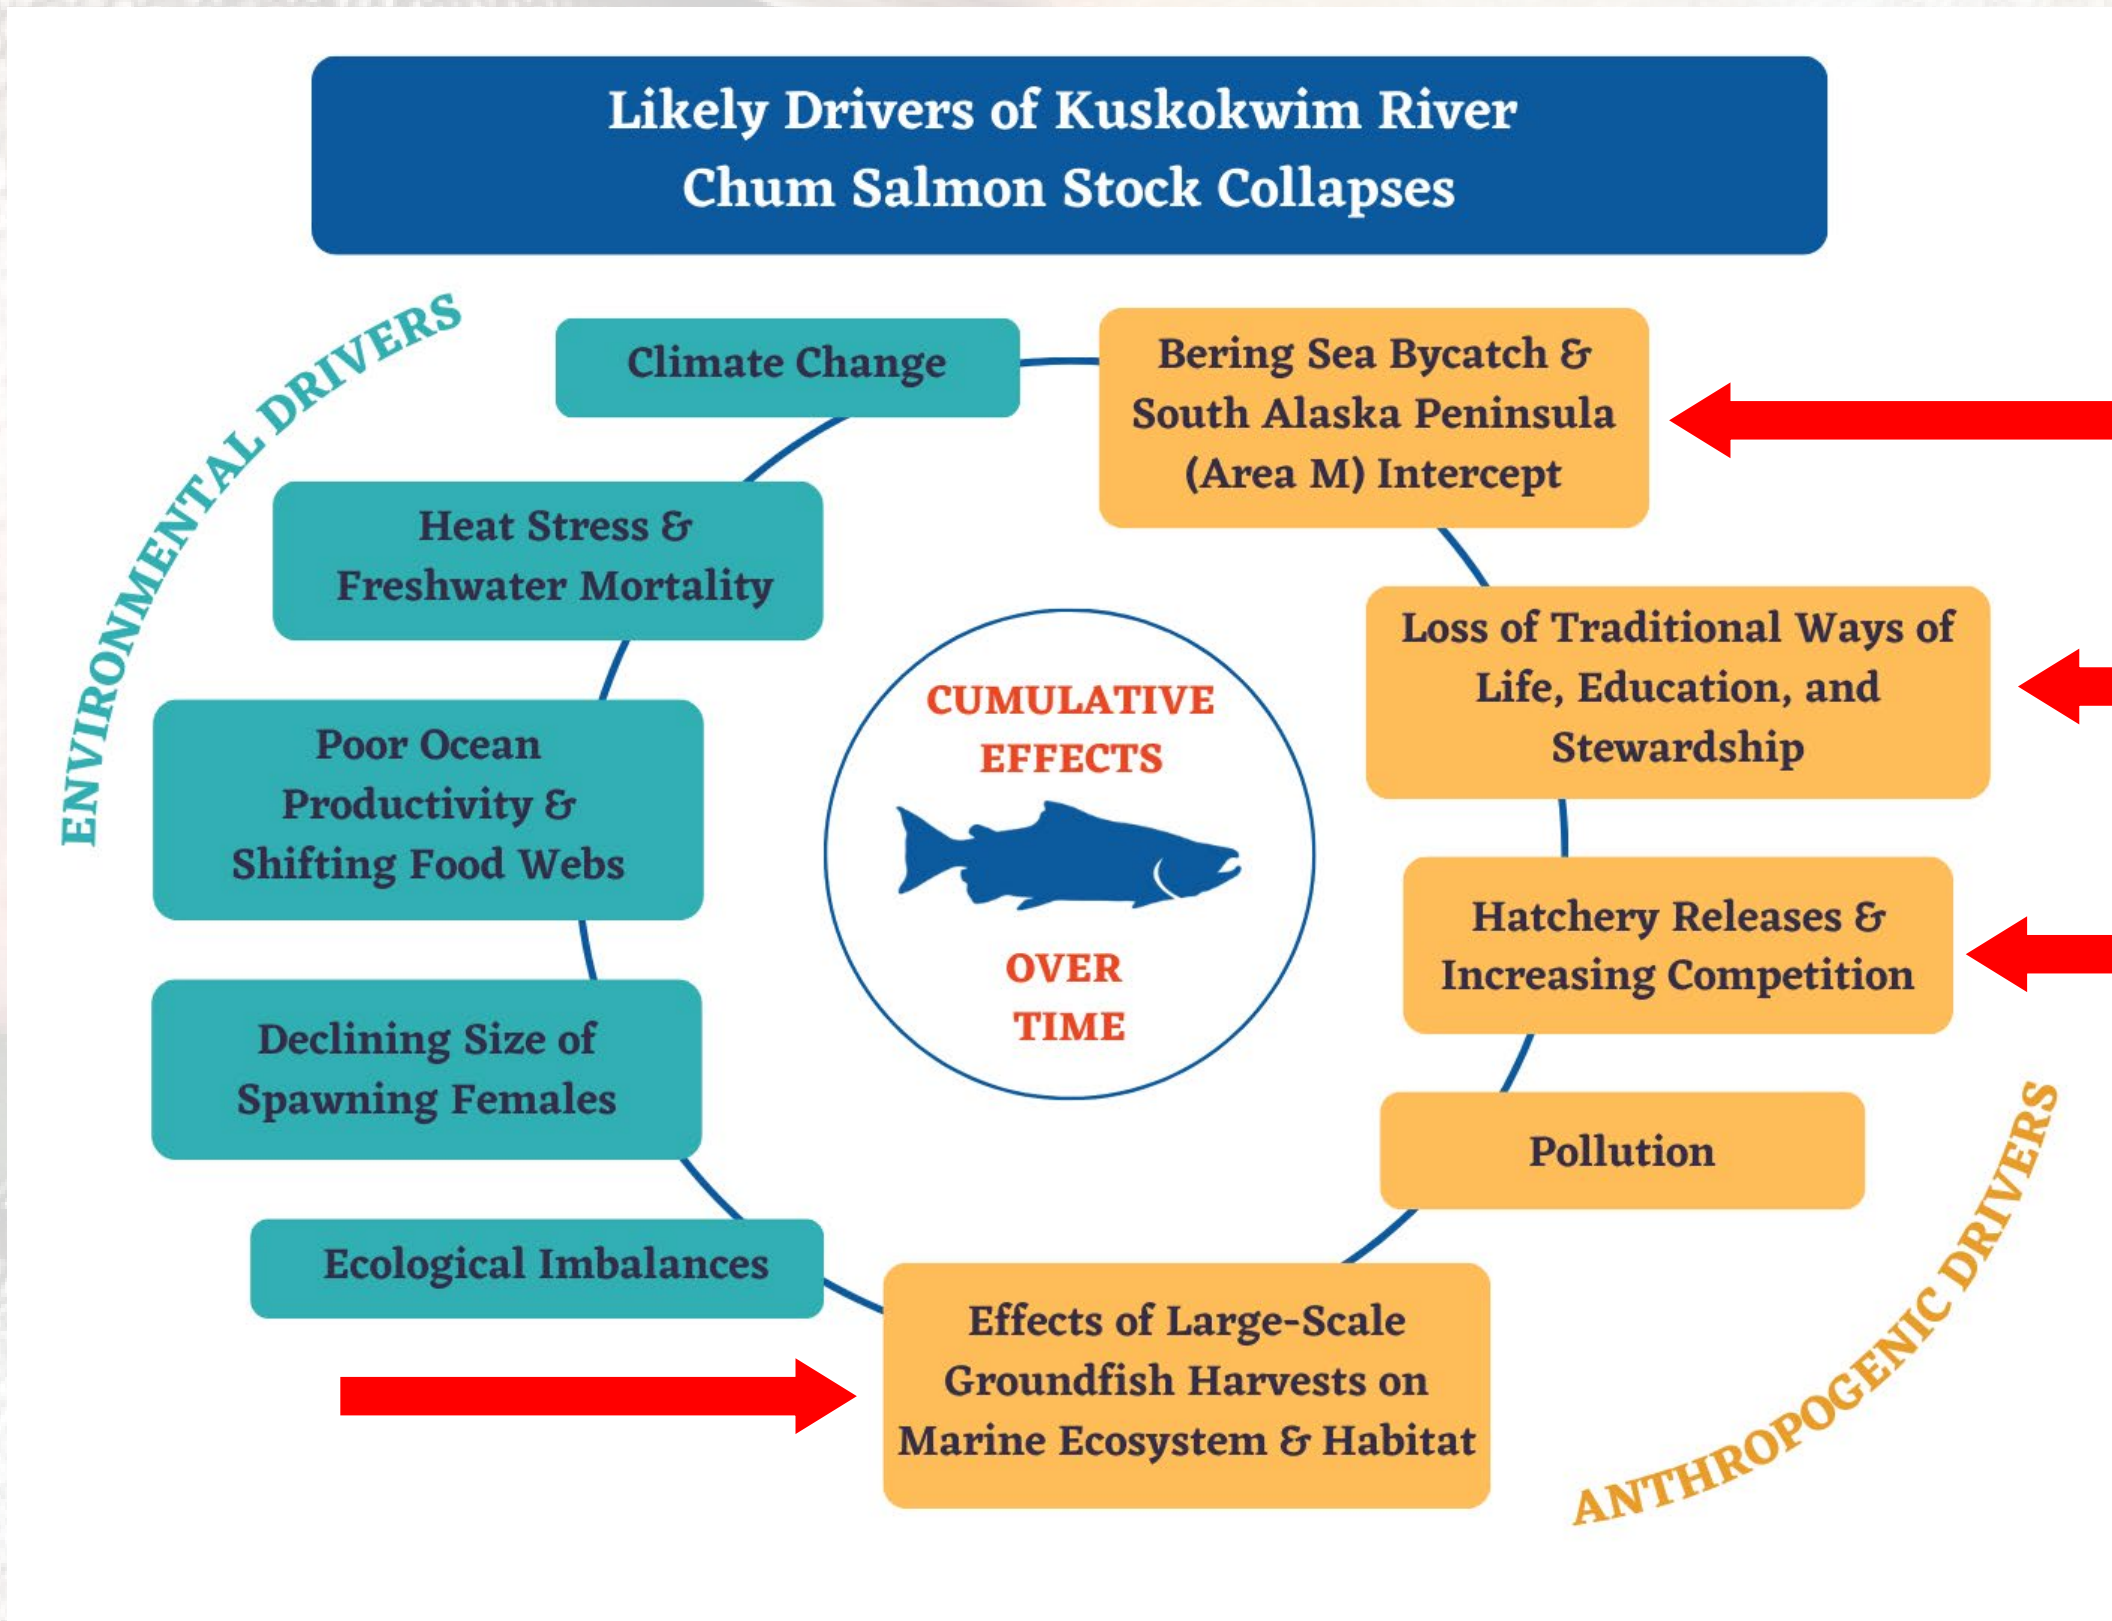 Likely Drivers of Kuskokwim River
Chum Salmon Stock Collapses
ENVIRONMENTAL DRIVERS
Climate Change
Heat Stress &
Freshwater Mortality
Poor Ocean
Productivity &
Shifting Food Webs
Declining Size of
Spawning Females
Ecological Imbalances
CUMULATIVE
EFFECTS
OVER
TIME
Bering Sea Bycatch &
South Alaska Peninsula
(Area M) Intercept
Loss of Traditional Ways of
Life, Education, and
Stewardship
Hatchery Releases &
Increasing Competition
Pollution
Effects of Large-Scale
Groundfish Harvests on
Marine Ecosystem & Habitat
ANTHROPOGENIC DRIVERS